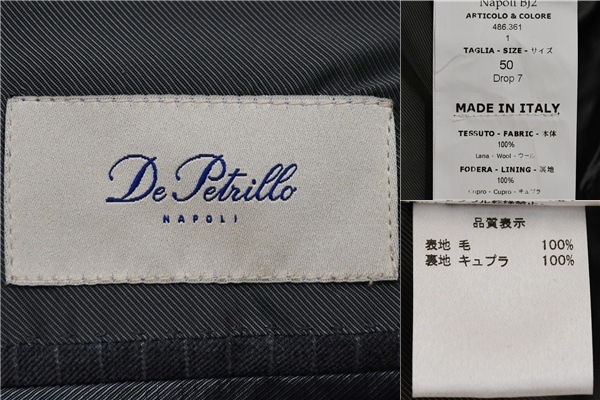 De Petrillo
NAPOLI
Napoli BJ2
ARTICOLO & COLORE
486.361
1
TAGLIA - SIZE - サイズ
50
Drop 7
MADE IN ITALY
TESSUTO - FABRIC - 本体
100%
Lana - Wool - ウール
FODERA - LINING - 裏地
100%
Cupro - Cupro - キュプラ
品質表示
表地 毛 100%
裏地 キュプラ 100%